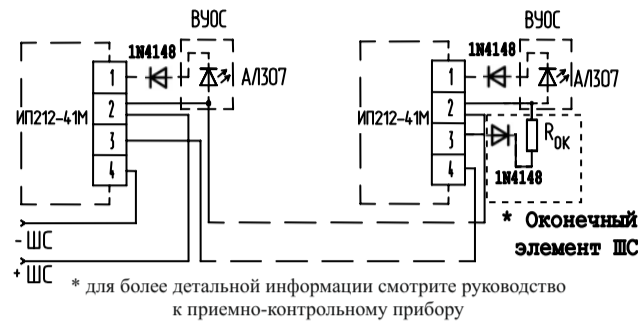 ВУОС
ВУОС
1N4148
АЛ307
ИП212-41М
1
2
3
4
1N4148
АЛ307
ИП212-41М
1
2
3
4
RОК
1N4148
- ШС
+ ШС
* Оконечный
элемент ШС
* для более детальной информации смотрите руководство
к приемно-контрольному прибору